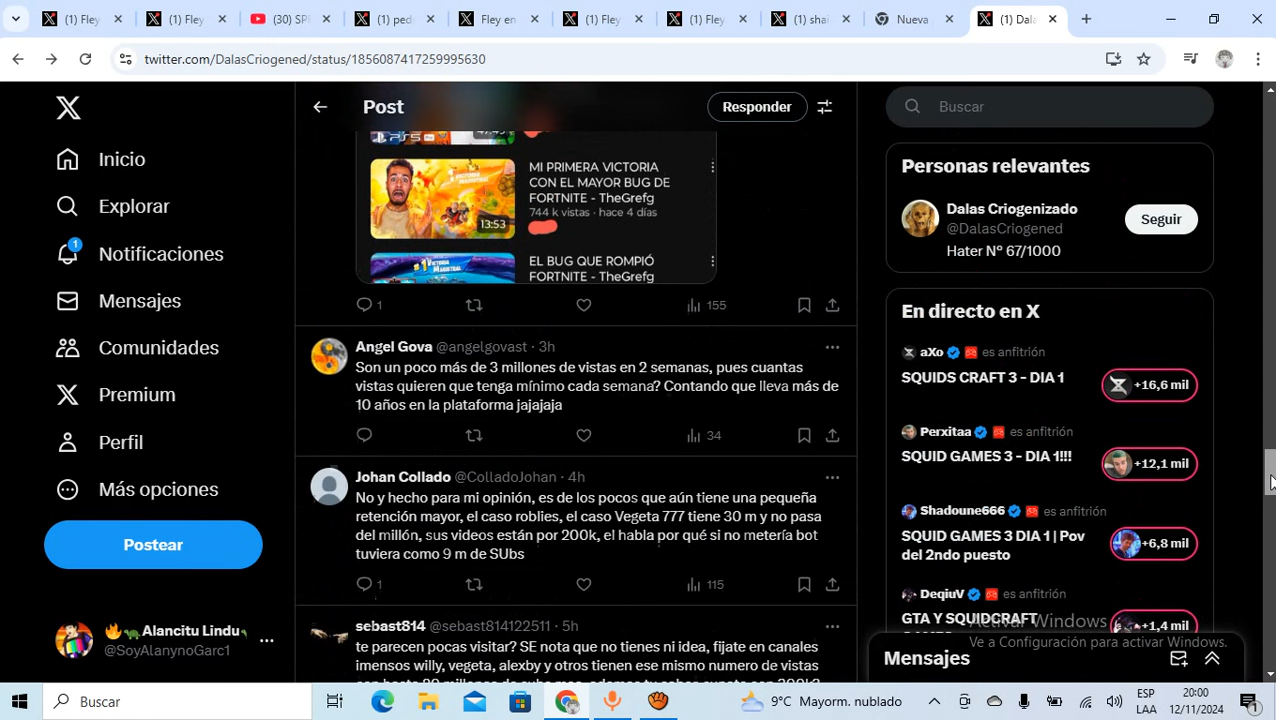 (1) Fley
(1) Fley
(30) SPI
(1) ped
Fley en
(1) Fley
(1) Fley
(1) sha
Nueva
(1) Dala
twitter.com/DalasCriogened/status/1856087417259995630
Inicio
Explorar
1
Notificaciones
Mensajes
Comunidades
Premium
Perfil
Más opciones
Postear
Alancitu Lindu
@SoyAlanynoGarc1
Post
Responder
PS5
MI PRIMERA VICTORIA
CON EL MAYOR BUG DE
FORTNITE - TheGrefg
744 k vistas · hace 4 días
13:53
EL BUG QUE ROMPIÓ
FORTNITE - TheGrefg
1
155
Angel Gova @angelgovast · 3h
Son un poco más de 3 millones de vistas en 2 semanas, pues cuantas
vistas quieren que tenga mínimo cada semana? Contando que lleva más de
10 años en la plataforma jajajaja
34
Johan Collado @ColladoJohan · 4h
No y hecho para mi opinión, es de los pocos que aún tiene una pequeña
retención mayor, el caso roblies, el caso Vegeta 777 tiene 30 m y no pasa
del millón, sus videos están por 200k, el habla por qué si no metería bot
tuviera como 9 m de SUbs
1
115
sebast814 @sebast814122511 · 5h
te parecen pocas visitar? SE nota que no tienes ni idea, fijate en canales
imensos willy, vegeta, alexby y otros tienen ese mismo numero de vistas
Buscar
Personas relevantes
Dalas Criogenizado
@DalasCriogened
Hater Nº 67/1000
Seguir
En directo en X
aXo es anfitrión
SQUIDS CRAFT 3 - DIA 1
+16,6 mil
Perxitaa es anfitrión
SQUID GAMES 3 - DIA 1!!!
+12,1 mil
Shadoune666 es anfitrión
SQUID GAMES 3 DIA 1 | Pov
del 2ndo puesto
+6,8 mil
DeqiuV es anfitrión
GTA Y SQUIDCRAFT
+1,4 mil
Activar Windows
Ve a Configuración para activar Windows.
Mensajes
Buscar
9°C Mayorm. nublado
ESP
LAA
20:00
12/11/2024
1